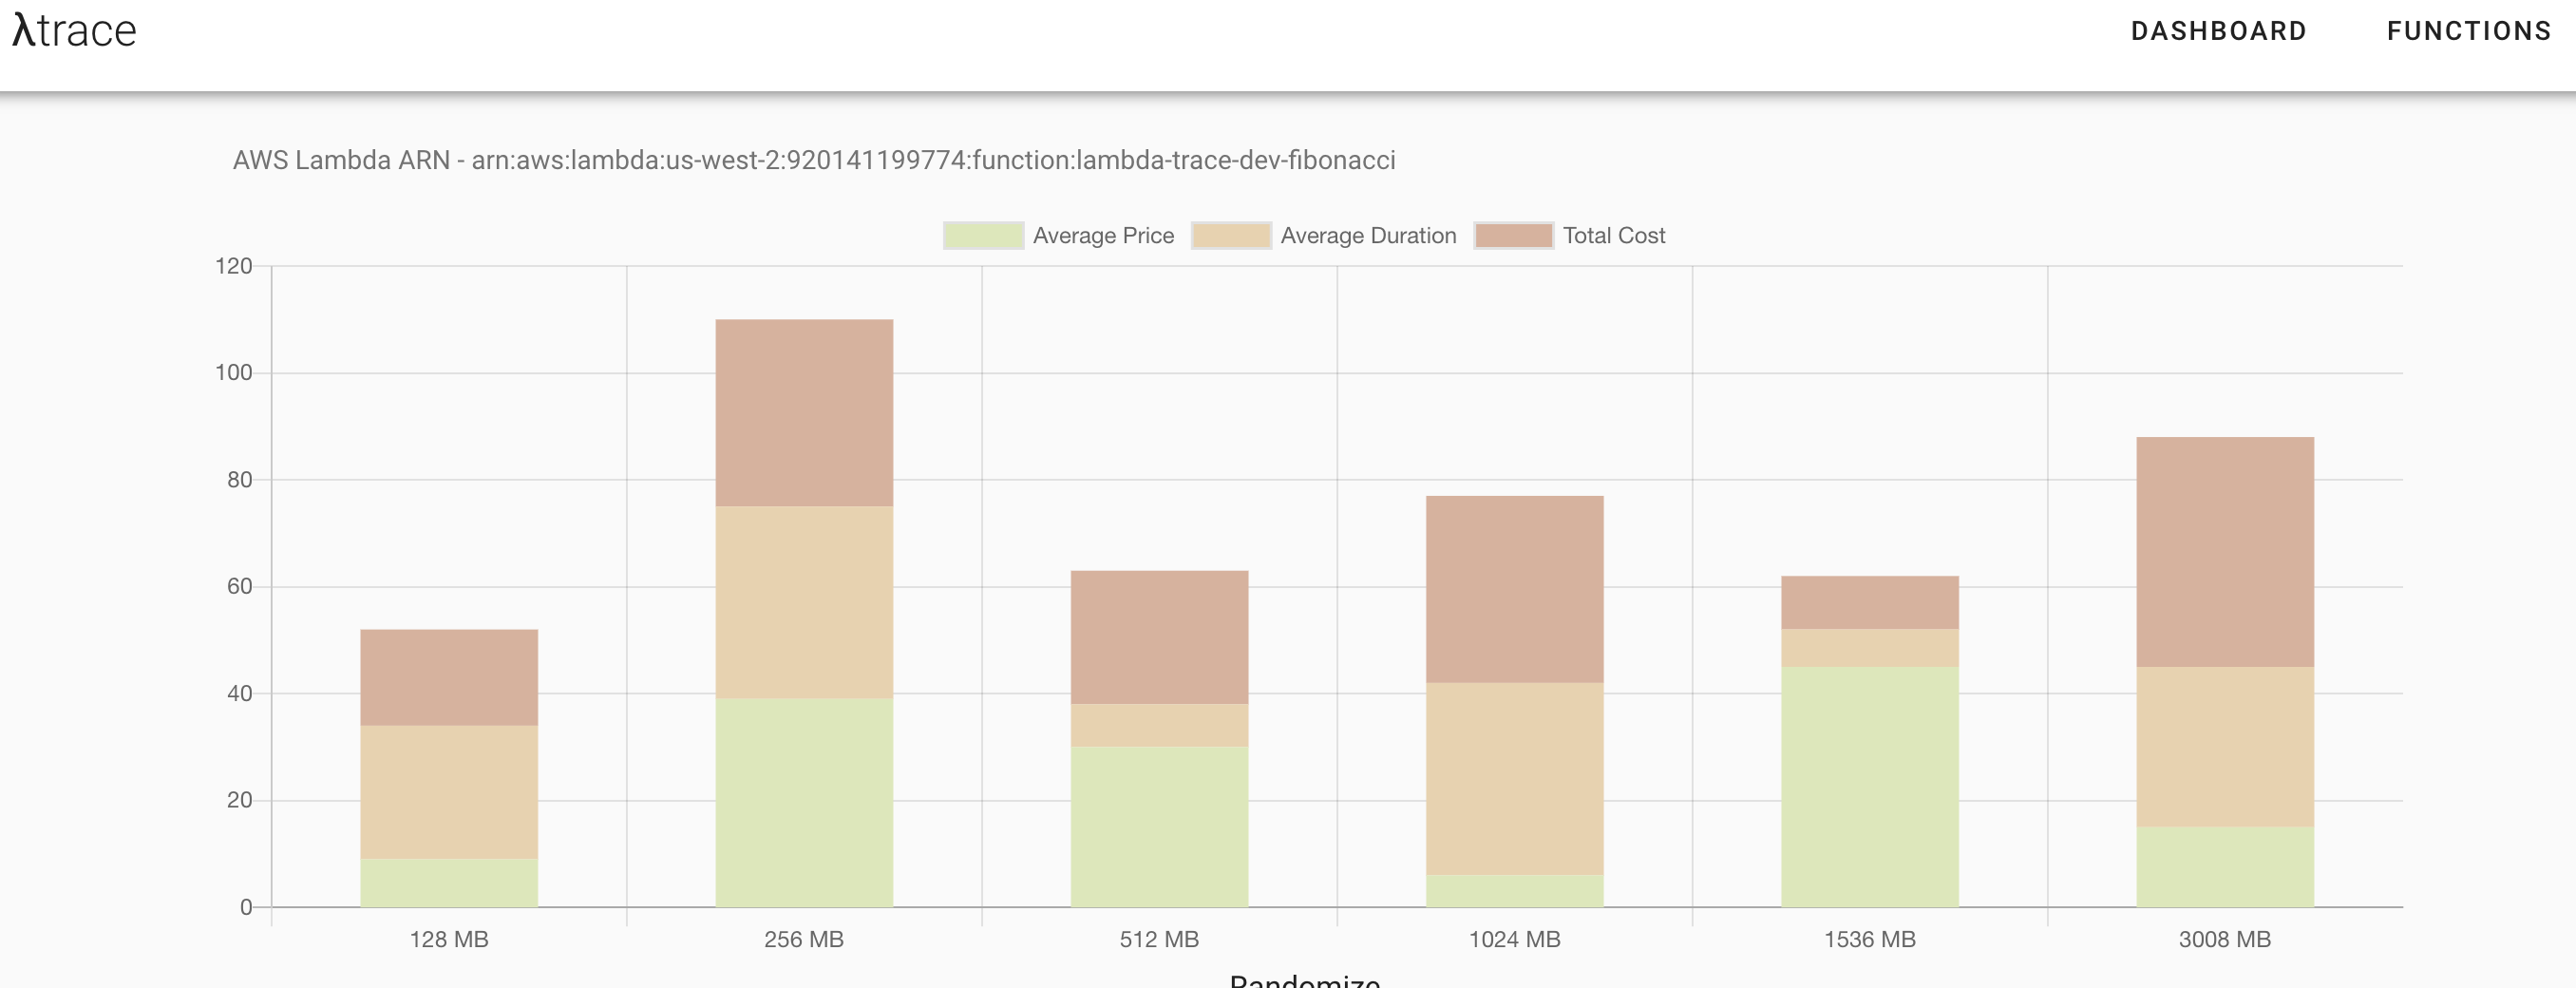 λtrace
DASHBOARD FUNCTIONS
AWS Lambda ARN - arn:aws:lambda:us-west-2:920141199774:function:lambda-trace-dev-fibonacci
Average Price Average Duration Total Cost
120
100
80
60
40
20
0
128 MB 256 MB 512 MB 1024 MB 1536 MB 3008 MB
Randomize